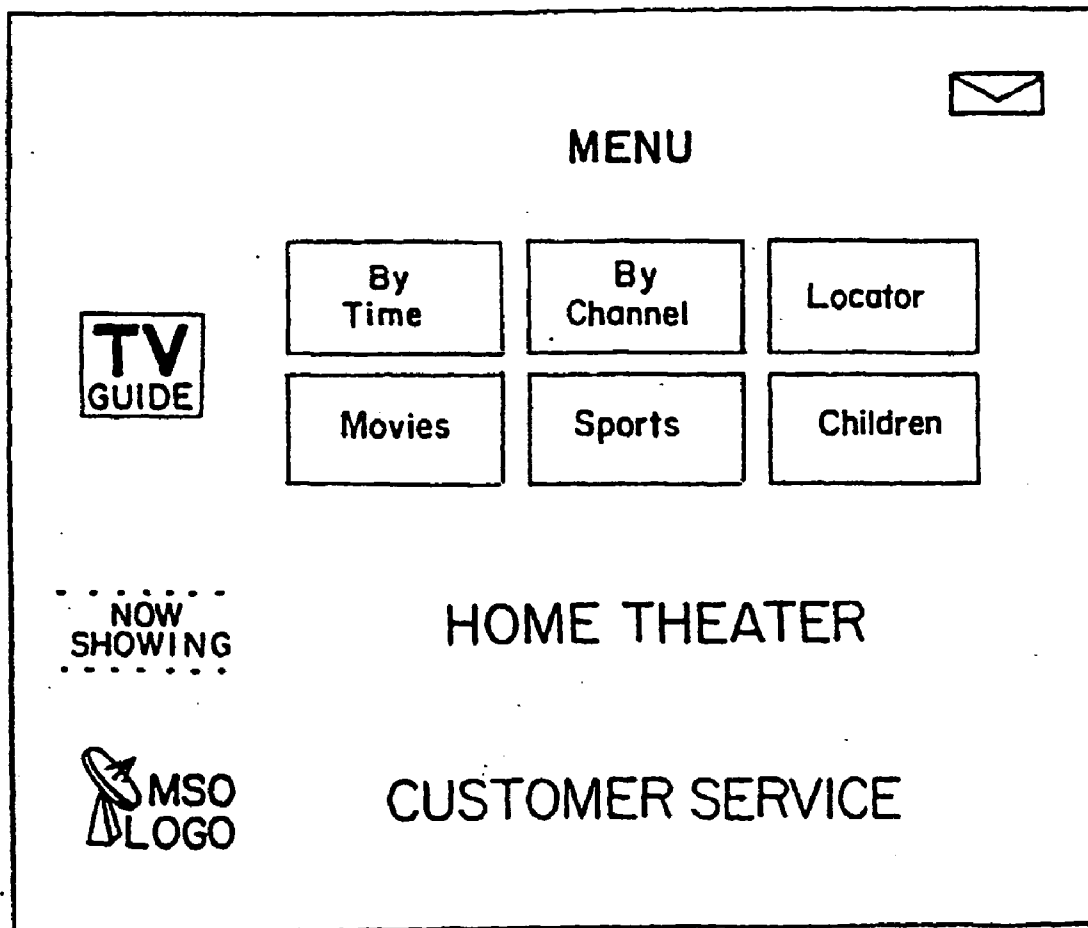 MENU
By
Time
By
Channel
Locator
TV
GUIDE
Movies
Sports
Children
NOW
SHOWING
HOME THEATER
MSO
LOGO
CUSTOMER SERVICE